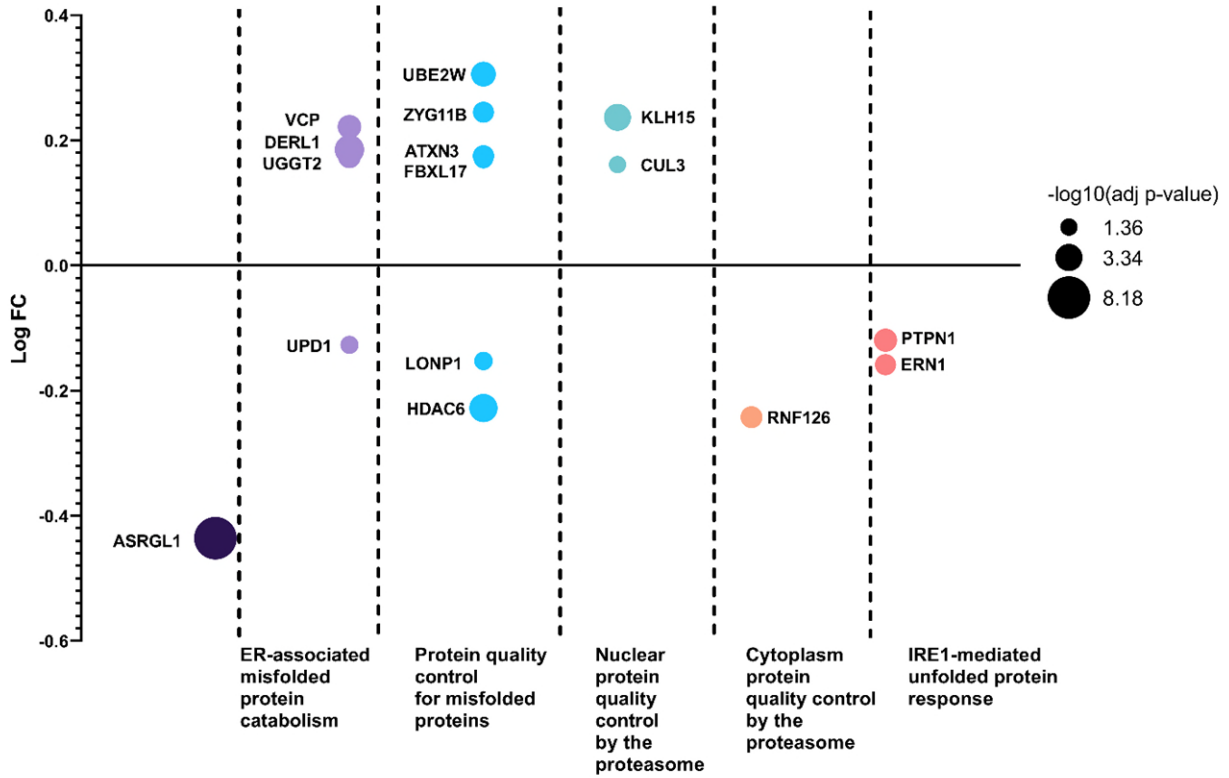 0.4
0.2
0.0
-0.2
-0.4
-0.6
Log FC
UBE2W
ZYG11B
ATXN3
FBXL17
VCP
DERL1
UGGT2
KLH15
CUL3
UPD1
LONP1
HDAC6
RNF126
PTPN1
ERN1
ASRGL1
-log10(adj p-value)
1.36
3.34
8.18
ER-associated
misfolded
protein
catabolism
Protein quality
control
for misfolded
proteins
Nuclear
protein
quality
control
by the
proteasome
Cytoplasm
protein
quality control
by the
proteasome
IRE1-mediated
unfolded protein
response